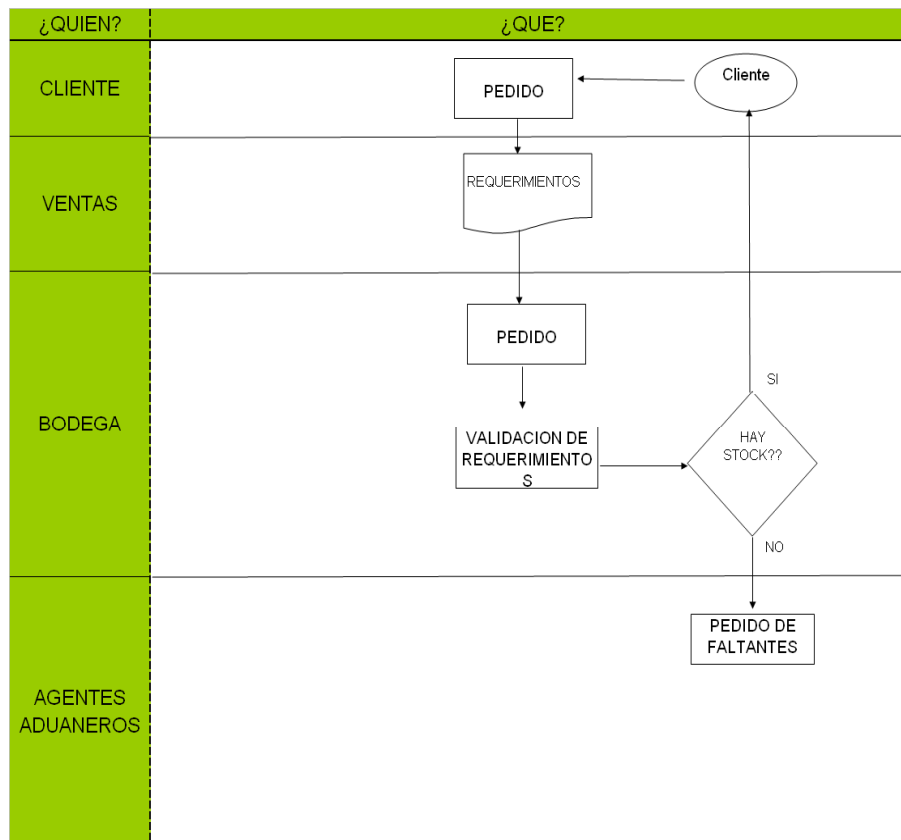 ¿QUIEN?
¿QUE?
CLIENTE
PEDIDO
Cliente
VENTAS
REQUERIMIENTOS
BODEGA
PEDIDO
VALIDACION DE
REQUERIMIENTO
S
HAY
STOCK??
SI
NO
AGENTES
ADUANEROS
PEDIDO DE
FALTANTES